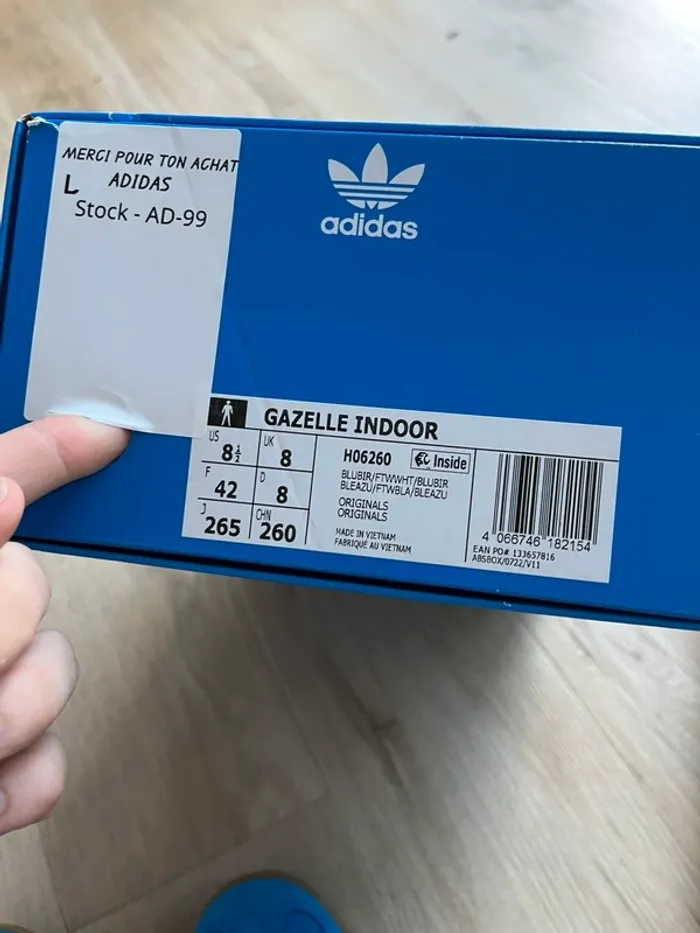 MERCI POUR TON ACHAT
L ADIDAS
Stock - AD-99
adidas
GAZELLE INDOOR
US 8½
UK 8
F 42
D 8
J 265
CHN 260
H06260
Inside
BLUBIR/FTWWHT/BLUBIR
BLEAZU/FTWBLA/BLEAZU
ORIGINALS
ORIGINALS
MADE IN VIETNAM
FABRIQUÉ AU VIETNAM
4 066746 182154
EAN PO# 133657816
ABSBOX/0722/V11